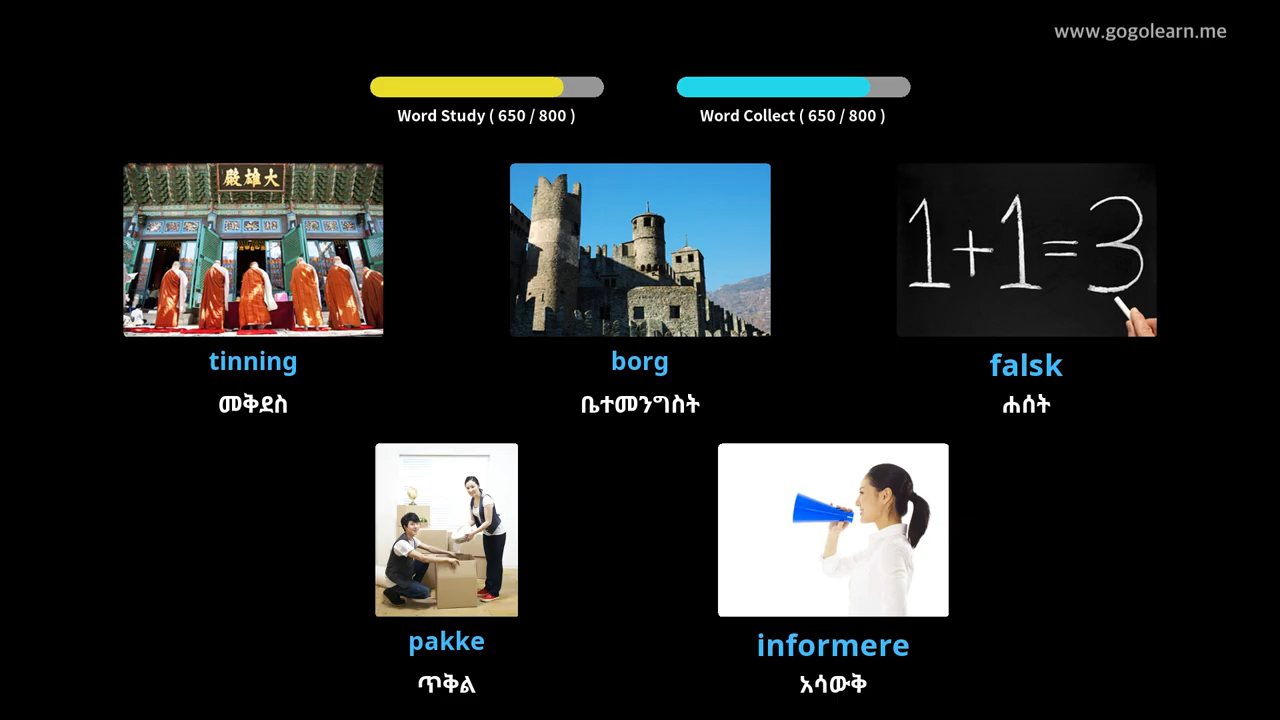 www.gogolearn.me
Word Study ( 650 / 800 )
Word Collect ( 650 / 800 )
大雄殿
1+1=3
tinning
borg
falsk
መቅደስ
ቤተመንግስት
ሐሰት
pakke
informere
ጥቅል
አሳውቅ